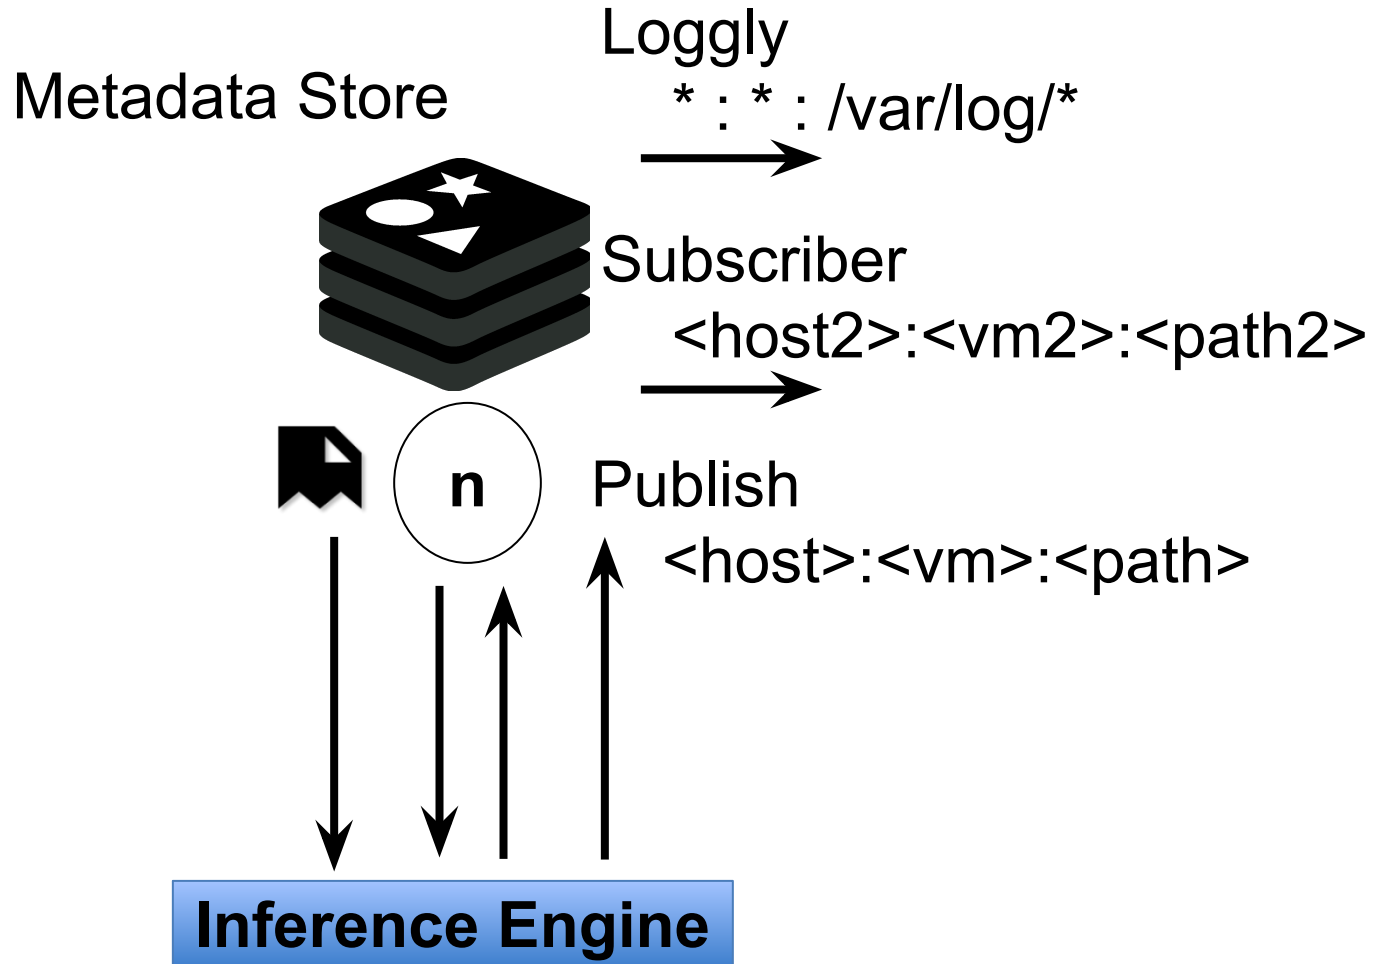 Loggly
Metadata Store
* : * : /var/log/*
Subscriber
<host2>:<vm2>:<path2>
n
Publish
<host>:<vm>:<path>
Inference Engine